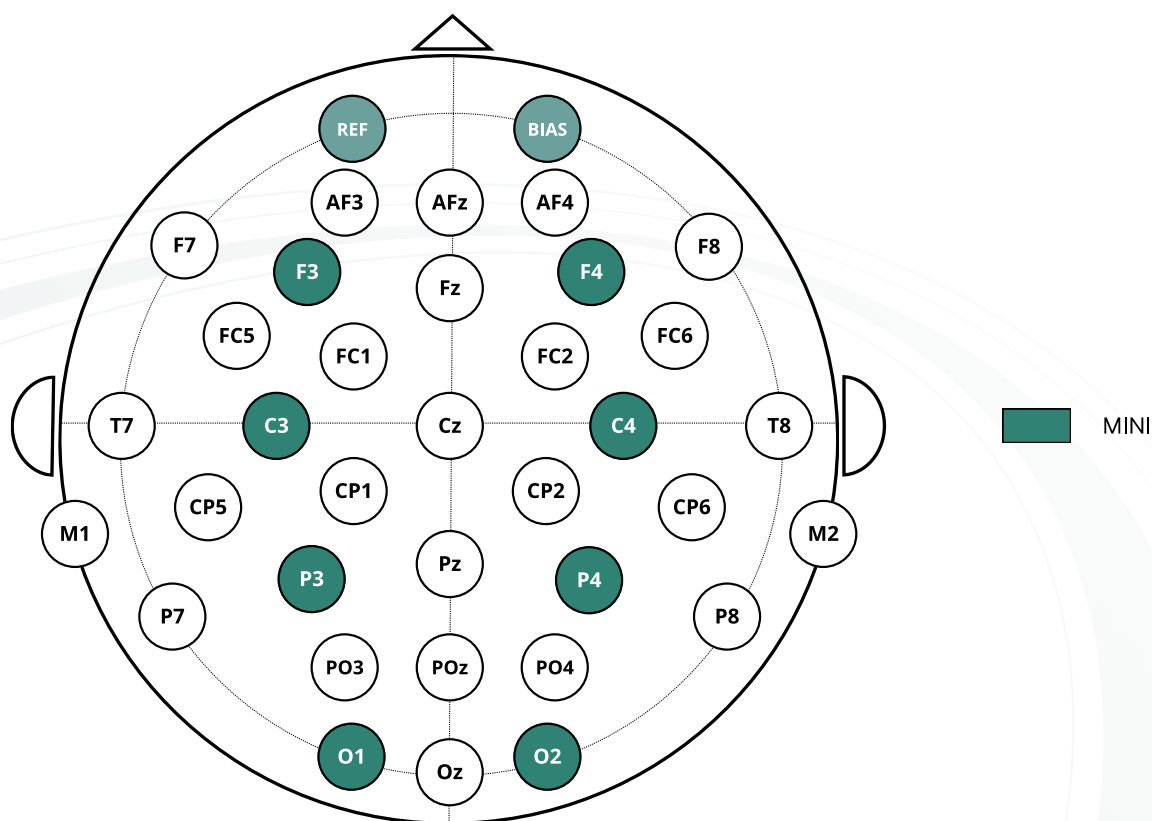 REF BIAS
AF3 AFz AF4
F7 F8
F3 F4
Fz
FC5 FC6
FC1 FC2
T7 C3 Cz C4 T8 MINI
CP1 CP2
CP5 CP6
M1 M2
Pz
P3 P4
P7 P8
PO3 POz PO4
O1 O2
Oz